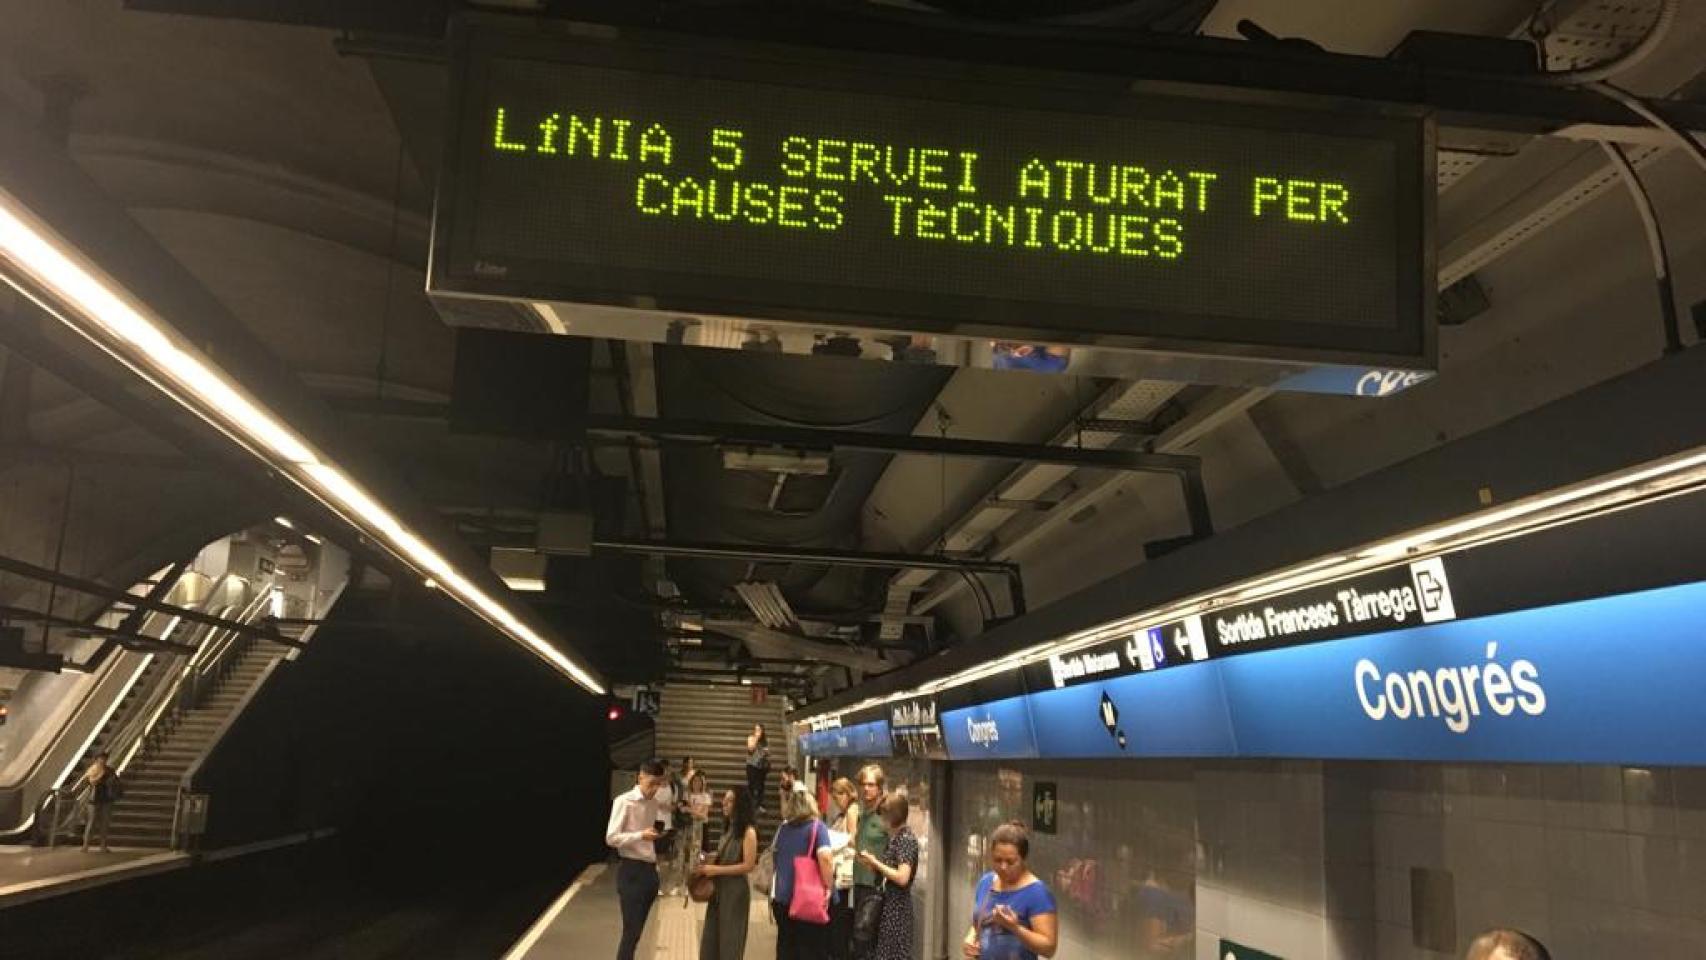 LíNIA 5 SERVEI ATURAT PER
CAUSES TèCNIQUES
Sortida Francesc Tàrrega
Congrés
M
Congrés